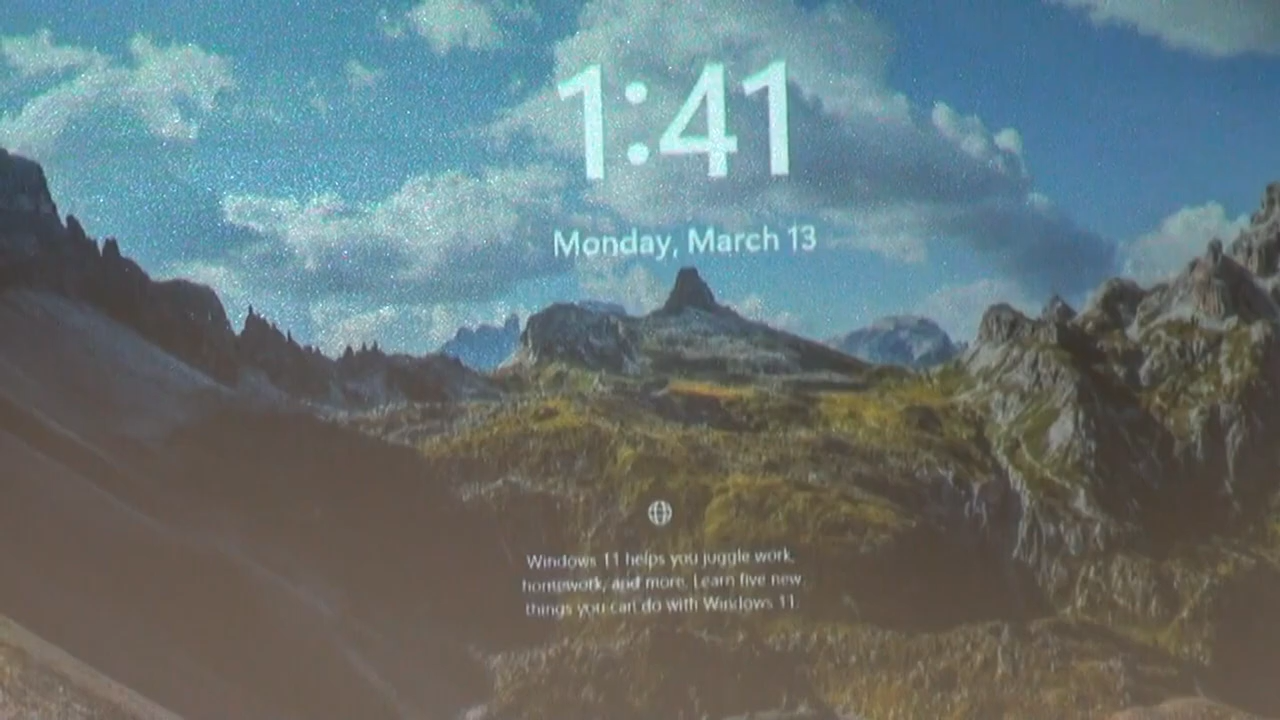 1:41
Monday, March 13
Windows 11 helps you juggle work,
homework, and more. Learn five new
things you can do with Windows 11.